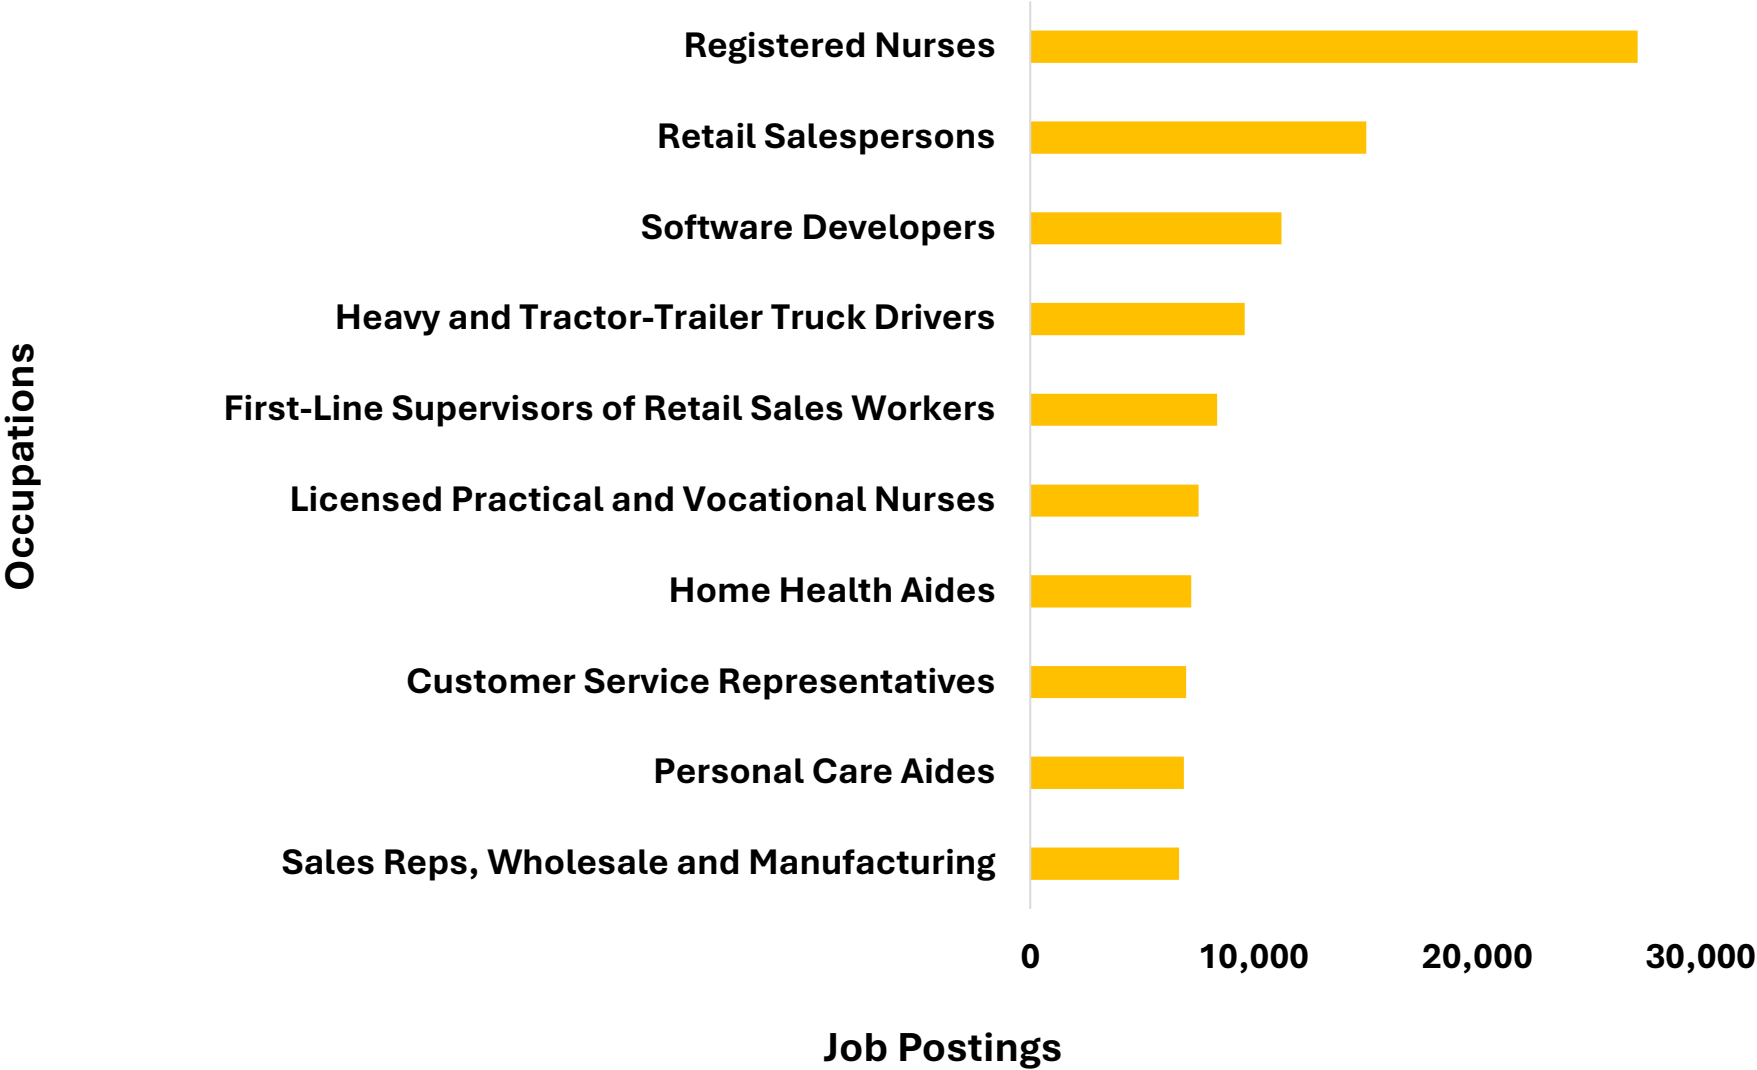 Occupations
Registered Nurses
Retail Salespersons
Software Developers
Heavy and Tractor-Trailer Truck Drivers
First-Line Supervisors of Retail Sales Workers
Licensed Practical and Vocational Nurses
Home Health Aides
Customer Service Representatives
Personal Care Aides
Sales Reps, Wholesale and Manufacturing
0 10,000 20,000 30,000
Job Postings